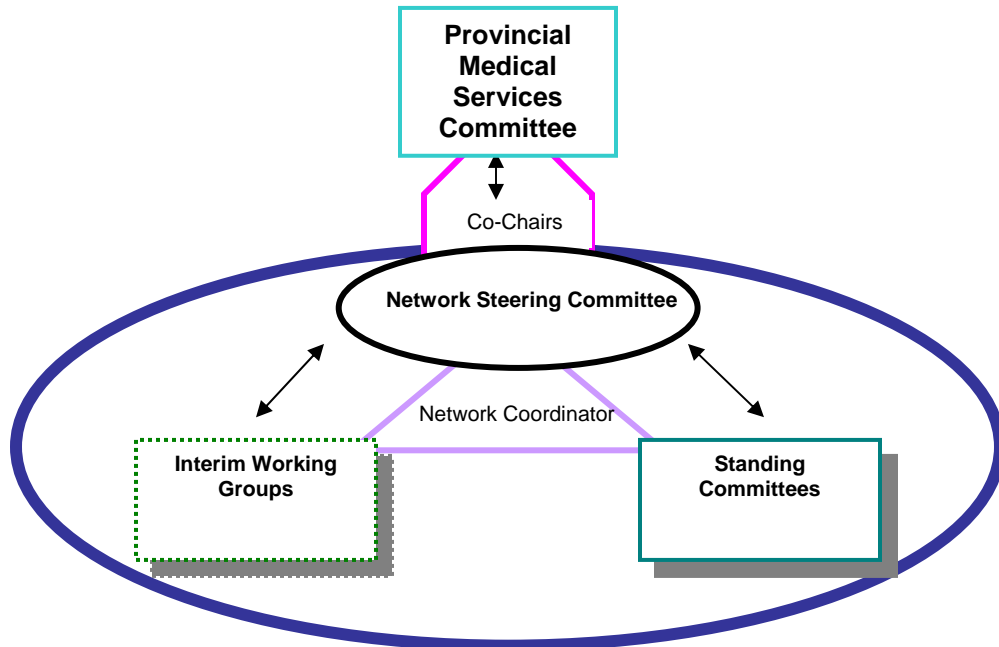 Provincial
Medical
Services
Committee
Co-Chairs
Network Steering Committee
Network Coordinator
Interim Working
Groups
Standing
Committees